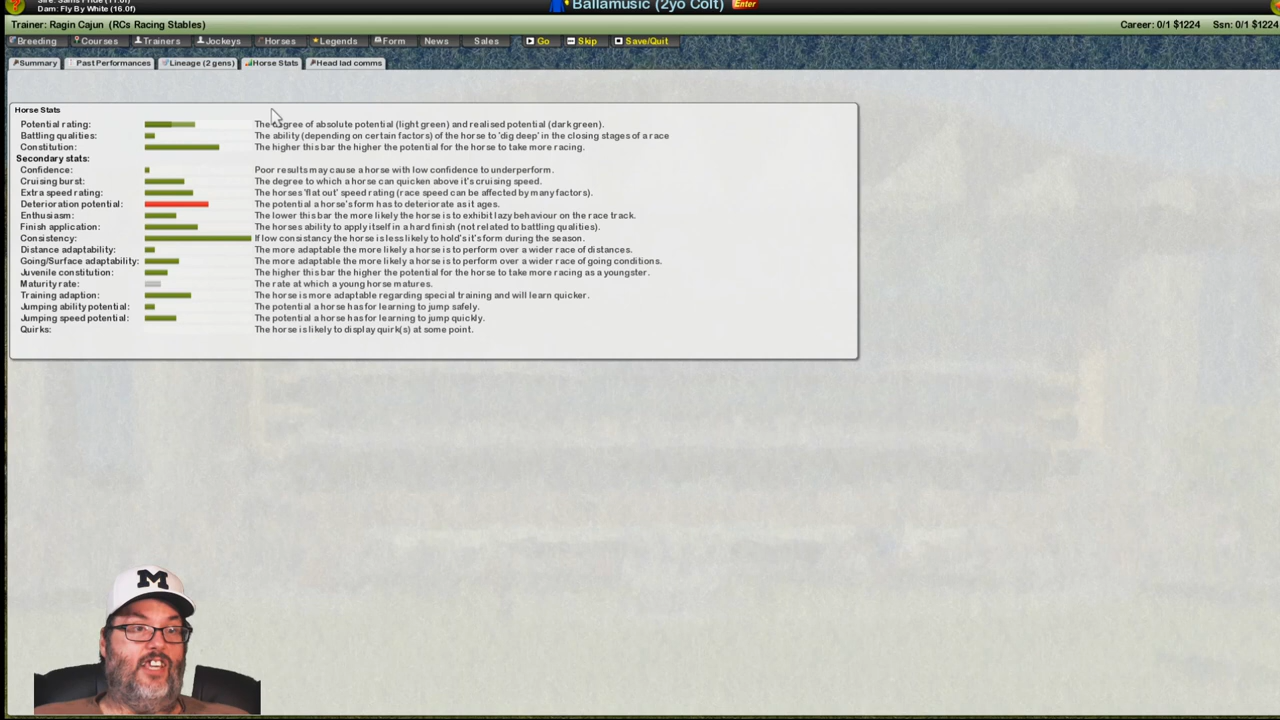 Dam: Fly By White (16.0f)
Ballamusic (2yo Colt) Enter
Trainer: Ragin Cajun (RCs Racing Stables)
Career: 0/1 $1224 Ssn: 0/1 $1224
Breeding Courses Trainers Jockeys Horses Legends Form News Sales Go Skip Save/Quit
Summary Past Performances Lineage (2 gens) Horse Stats Head lad comms
Horse Stats
Potential rating: The degree of absolute potential (light green) and realised potential (dark green).
Battling qualities: The ability (depending on certain factors) of the horse to 'dig deep' in the closing stages of a race
Constitution: The higher this bar the higher the potential for the horse to take more racing.
Secondary stats:
Confidence: Poor results may cause a horse with low confidence to underperform.
Cruising burst: The degree to which a horse can quicken above it's cruising speed.
Extra speed rating: The horses 'flat out' speed rating (race speed can be affected by many factors).
Deterioration potential: The potential a horse's form has to deteriorate as it ages.
Enthusiasm: The lower this bar the more likely the horse is to exhibit lazy behaviour on the race track.
Finish application: The horses ability to apply itself in a hard finish (not related to battling qualities).
Consistency: If low consistency the horse is less likely to hold's it's form during the season.
Distance adaptability: The more adaptable the more likely a horse is to perform over a wider race of distances.
Going/Surface adaptability: The more adaptable the more likely a horse is to perform over a wider race of going conditions.
Juvenile constitution: The higher this bar the higher the potential for the horse to take more racing as a youngster.
Maturity rate: The rate at which a young horse matures.
Training adaption: The horse is more adaptable regarding special training and will learn quicker.
Jumping ability potential: The potential a horse has for learning to jump safely.
Jumping speed potential: The potential a horse has for learning to jump quickly.
Quirks: The horse is likely to display quirk(s) at some point.
M